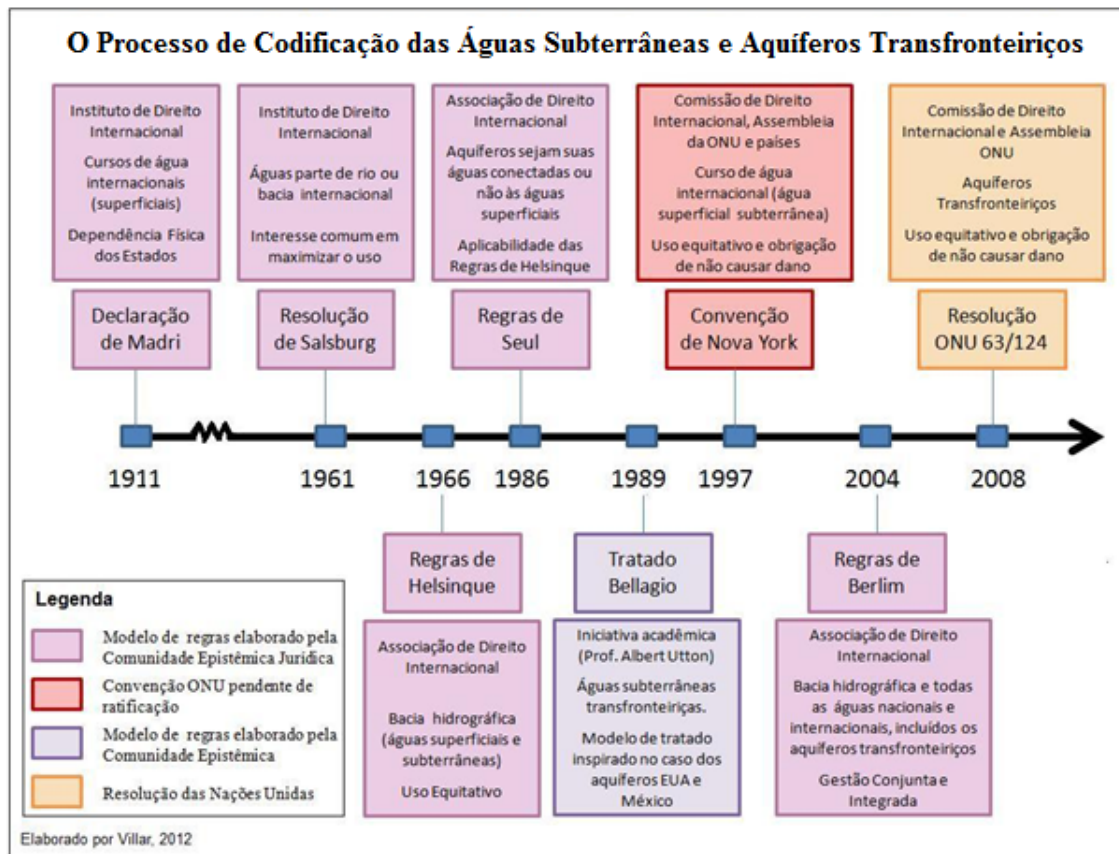 O Processo de Codificação das Águas Subterrâneas e Aquíferos Transfronteiriços
Instituto de Direito
Internacional
Cursos de água
internacionais
(superficiais)
Dependência Física
dos Estados
Declaração
de Madri
Instituto de Direito
Internacional
Águas parte de rio ou
bacia internacional
Interesse comum em
maximizar o uso
Resolução
de Salsburg
Associação de Direito
Internacional
Aquíferos sejam suas
águas conectadas ou
não às águas
superficiais
Aplicabilidade das
Regras de Helsinque
Regras de
Seul
Comissão de Direito
Internacional, Assembleia
da ONU e países
Curso de água
internacional (água
superficial subterrânea)
Uso equitativo e obrigação
de não causar dano
Convenção
de Nova York
Comissão de Direito
Internacional e Assembleia
ONU
Aquíferos
Transfronteiriços
Uso equitativo e obrigação
de não causar dano
Resolução
ONU 63/124
1911
1961
1966
1986
1989
1997
2004
2008
Regras de
Helsinque
Associação de Direito
Internacional
Bacia hidrográfica
(águas superficiais e
subterrâneas)
Uso Equitativo
Tratado
Bellagio
Iniciativa acadêmica
(Prof. Albert Utton)
Águas subterrâneas
transfronteiriças.
Modelo de tratado
inspirado no caso dos
aquíferos EUA e
México
Regras de
Berlim
Associação de Direito
Internacional
Bacia hidrográfica e todas
as águas nacionais e
internacionais, incluídos os
aquíferos transfronteiriços
Gestão Conjunta e
Integrada
Legenda
Modelo de regras elaborado pela
Comunidade Epistêmica Jurídica
Convenção ONU pendente de
ratificação
Modelo de regras elaborado pela
Comunidade Epistêmica
Resolução das Nações Unidas
Elaborado por Villar, 2012